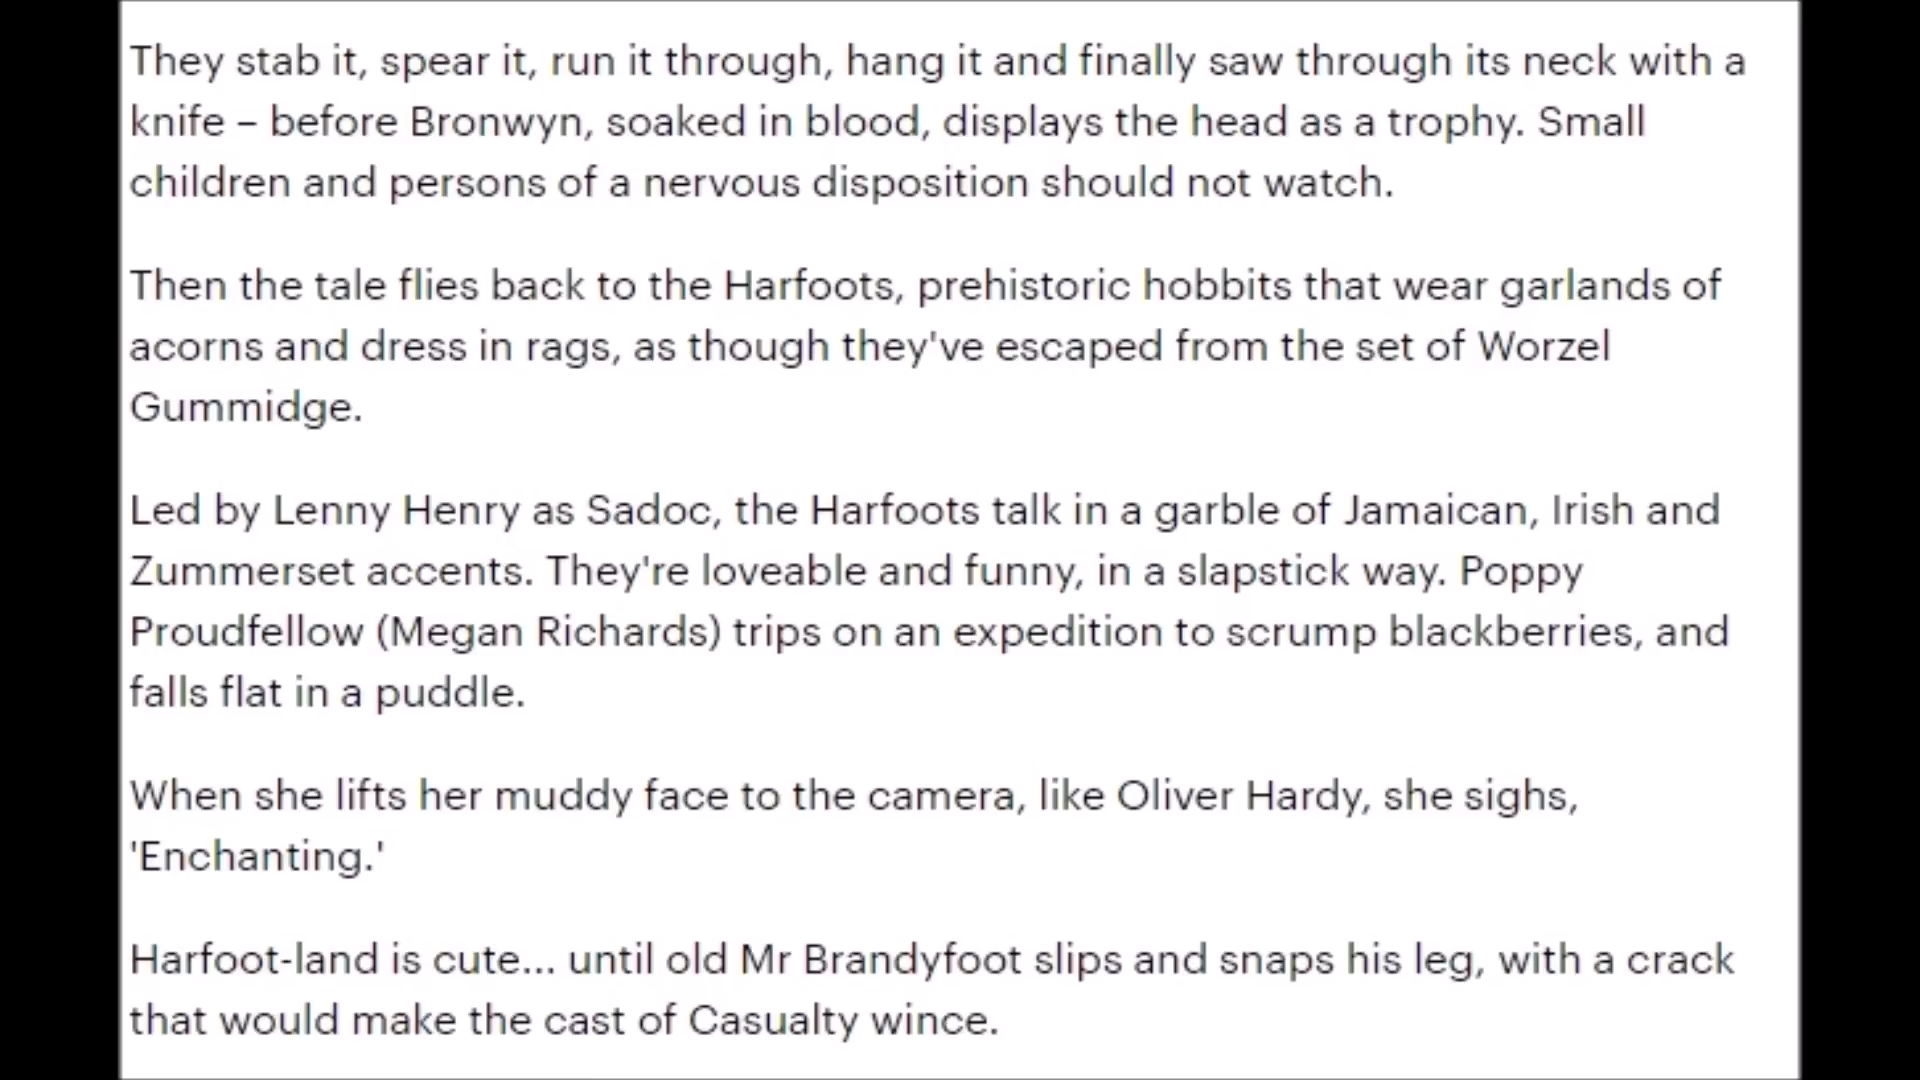 They stab it, spear it, run it through, hang it and finally saw through its neck with a
knife – before Bronwyn, soaked in blood, displays the head as a trophy. Small
children and persons of a nervous disposition should not watch.
Then the tale flies back to the Harfoots, prehistoric hobbits that wear garlands of
acorns and dress in rags, as though they've escaped from the set of Worzel
Gummidge.
Led by Lenny Henry as Sadoc, the Harfoots talk in a garble of Jamaican, Irish and
Zummerset accents. They're loveable and funny, in a slapstick way. Poppy
Proudfellow (Megan Richards) trips on an expedition to scrump blackberries, and
falls flat in a puddle.
When she lifts her muddy face to the camera, like Oliver Hardy, she sighs,
'Enchanting.'
Harfoot-land is cute... until old Mr Brandyfoot slips and snaps his leg, with a crack
that would make the cast of Casualty wince.